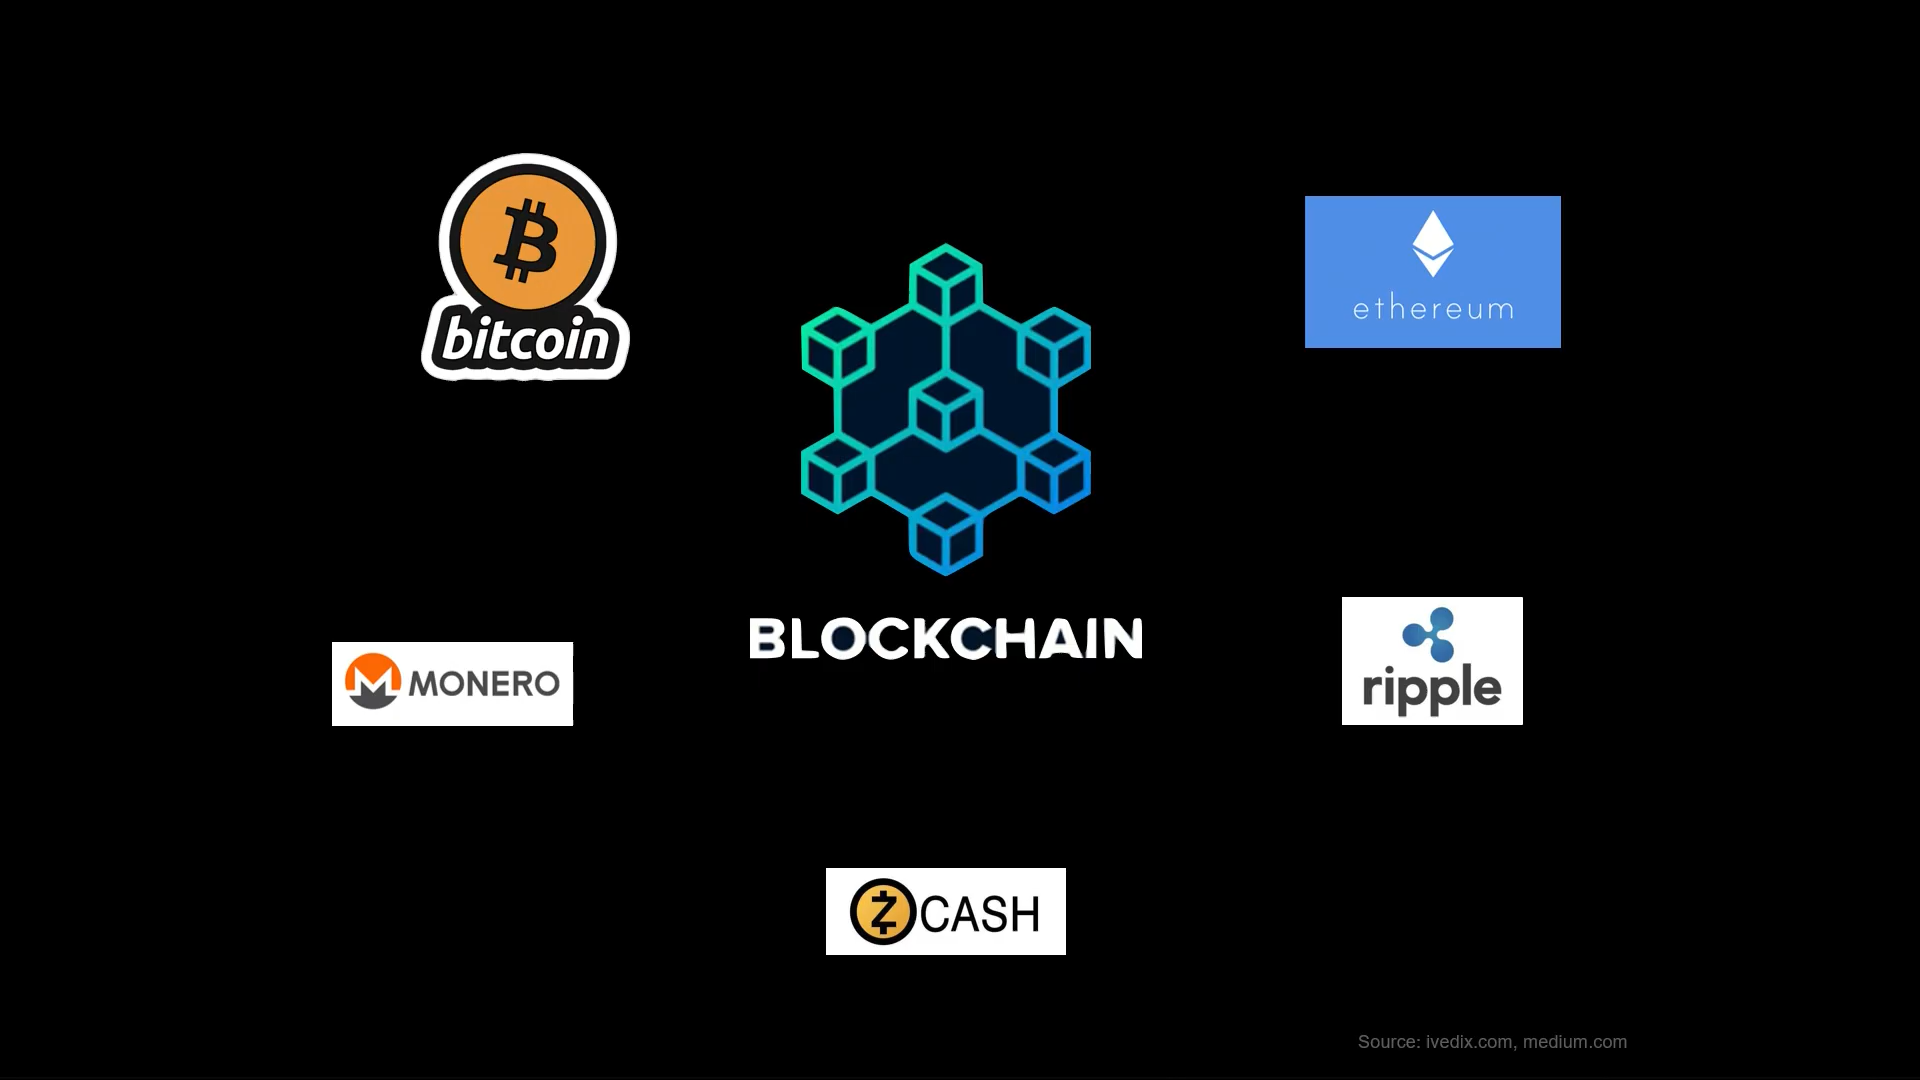 bitcoin
ethereum
BLOCKCHAIN
MONERO
ripple
CASH
Source: ivedix.com, medium.com